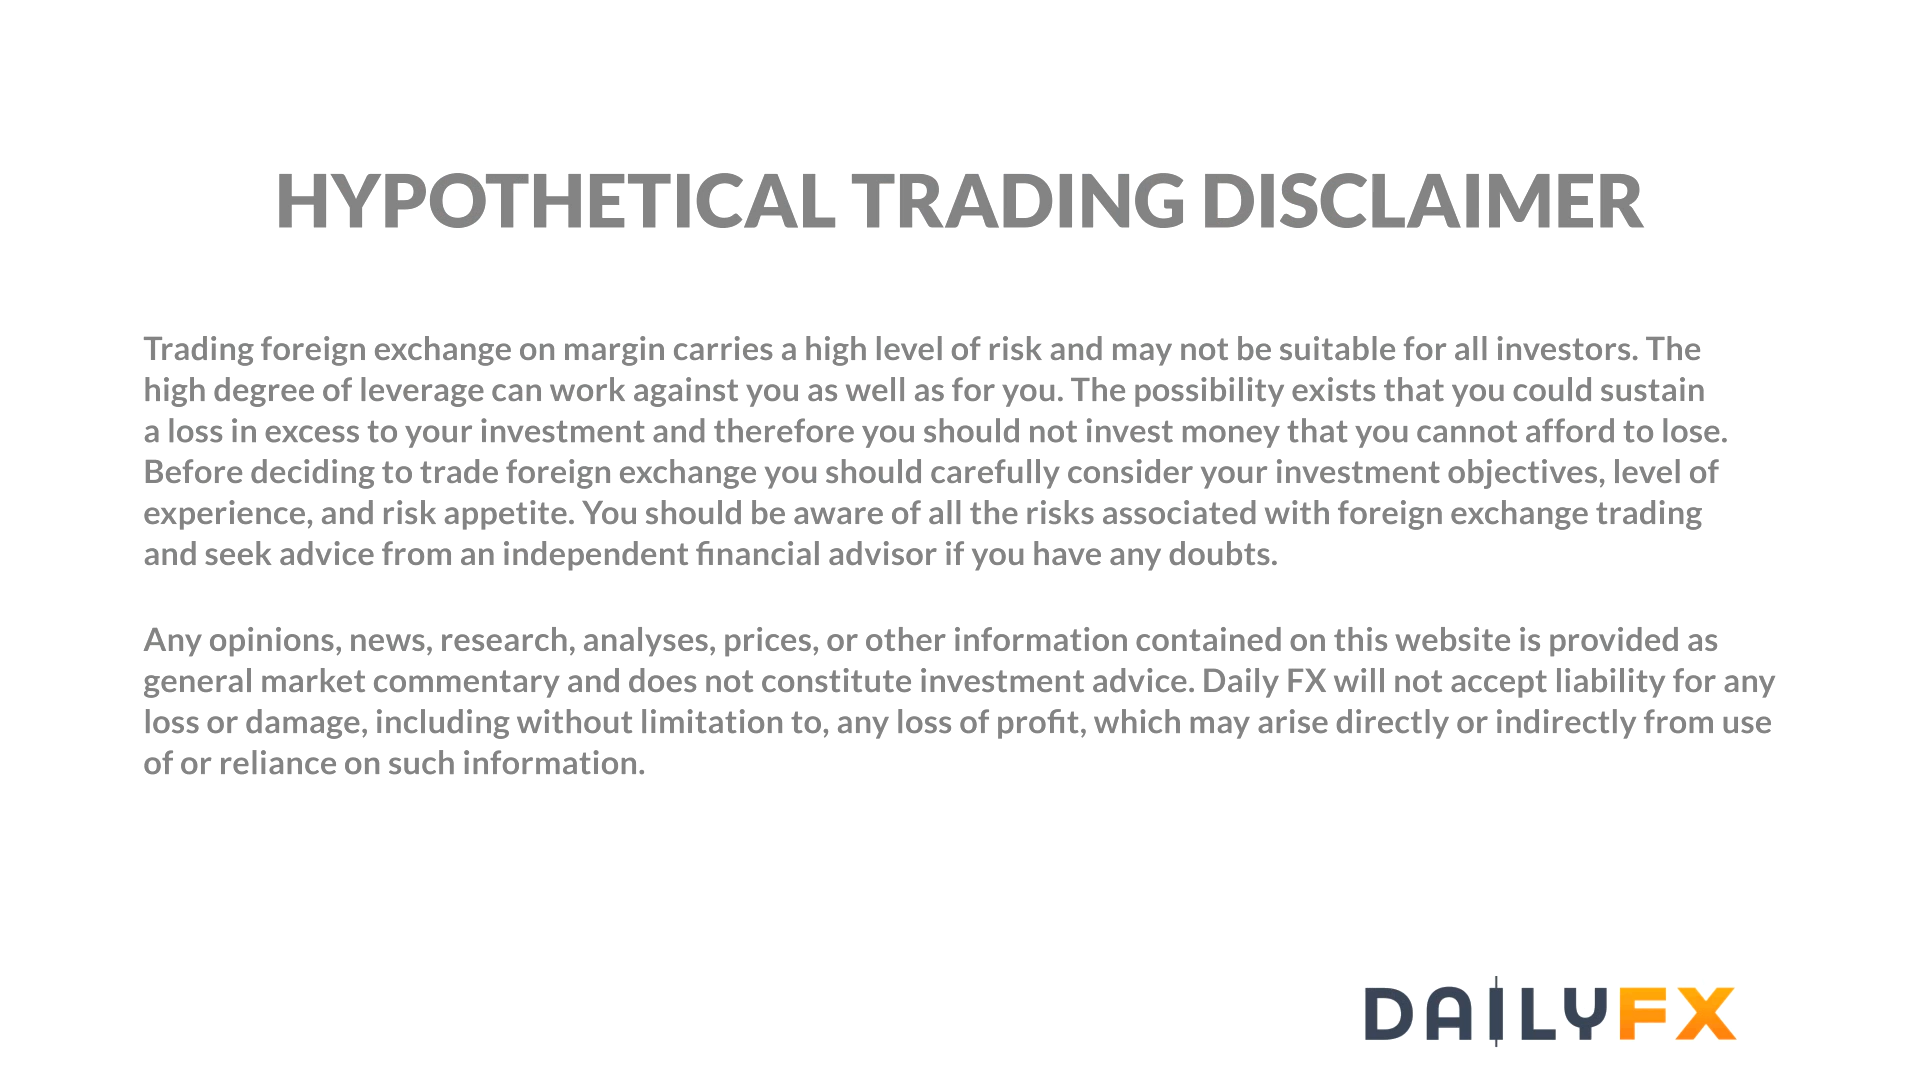 HYPOTHETICAL TRADING DISCLAIMER
Trading foreign exchange on margin carries a high level of risk and may not be suitable for all investors. The
high degree of leverage can work against you as well as for you. The possibility exists that you could sustain
a loss in excess to your investment and therefore you should not invest money that you cannot afford to lose.
Before deciding to trade foreign exchange you should carefully consider your investment objectives, level of
experience, and risk appetite. You should be aware of all the risks associated with foreign exchange trading
and seek advice from an independent financial advisor if you have any doubts.
Any opinions, news, research, analyses, prices, or other information contained on this website is provided as
general market commentary and does not constitute investment advice. Daily FX will not accept liability for any
loss or damage, including without limitation to, any loss of profit, which may arise directly or indirectly from use
of or reliance on such information.
DAILYFX